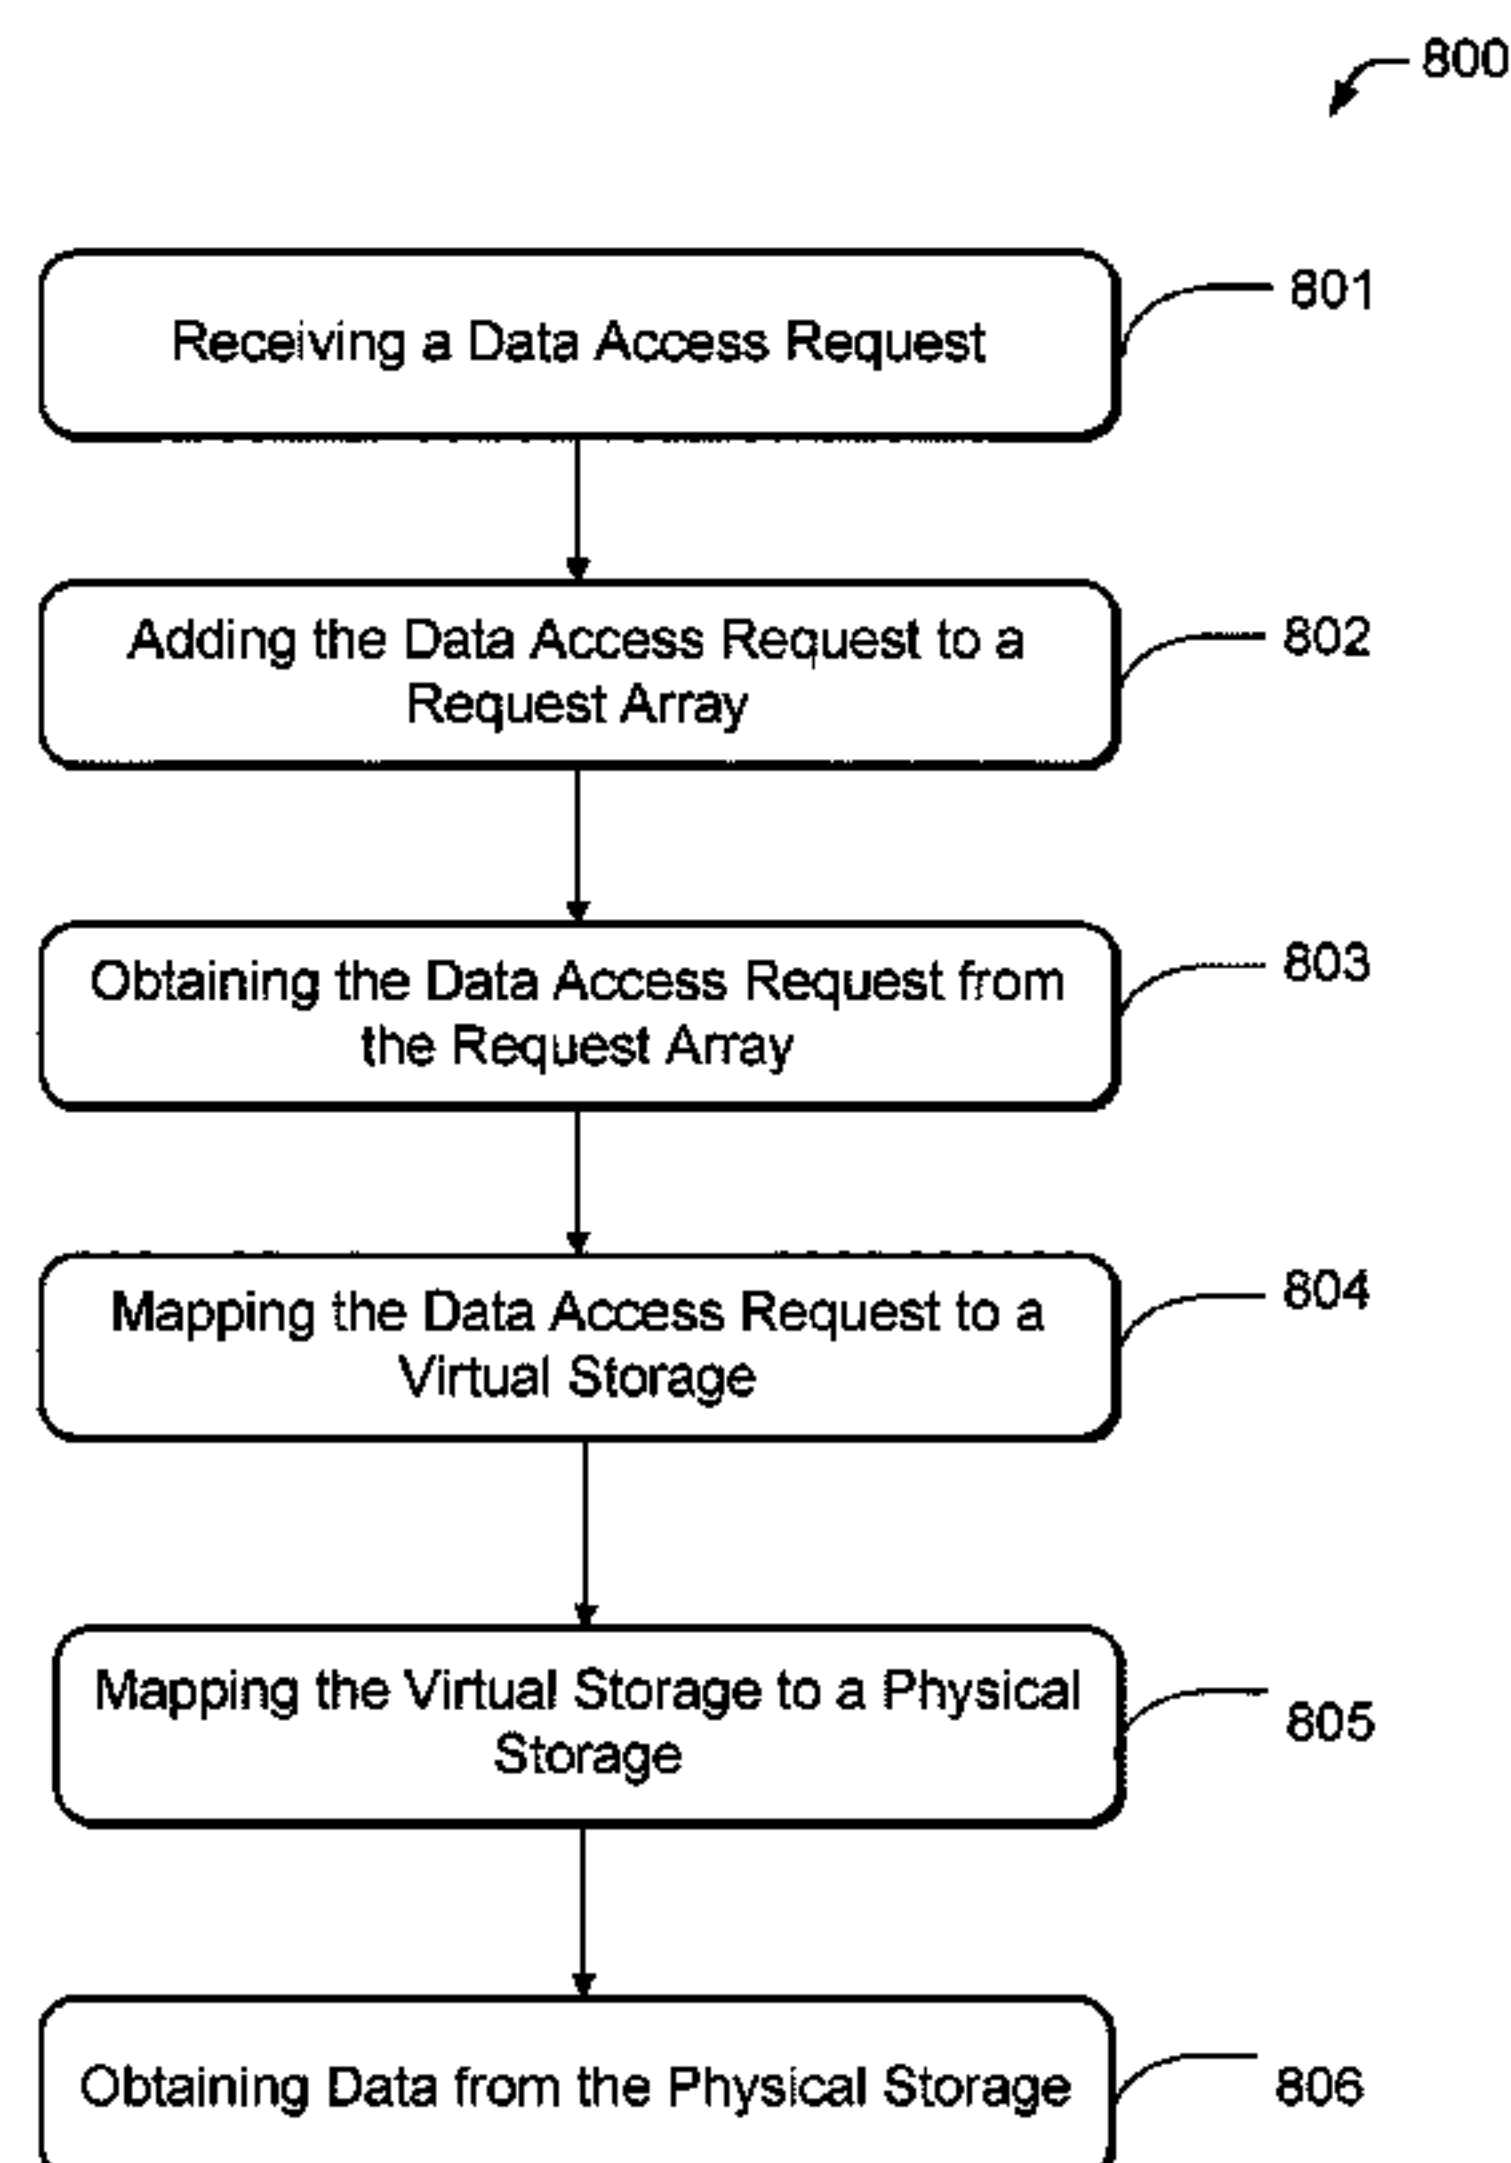 800
Receiving a Data Access Request
801
Adding the Data Access Request to a
Request Array
802
Obtaining the Data Access Request from
the Request Array
803
Mapping the Data Access Request to a
Virtual Storage
804
Mapping the Virtual Storage to a Physical
Storage
805
Obtaining Data from the Physical Storage
806